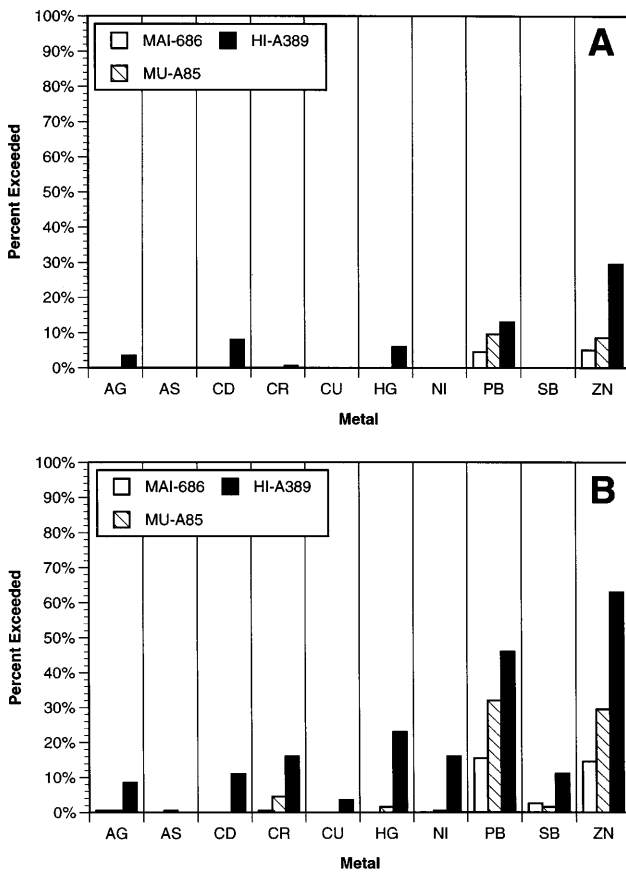 100%
90%
80%
70%
60%
50%
40%
30%
20%
10%
0%
Percent Exceeded
MAI-686 HI-A389
MU-A85
A
AG AS CD CR CU HG NI PB SB ZN
Metal
100%
90%
80%
70%
60%
50%
40%
30%
20%
10%
0%
Percent Exceeded
MAI-686 HI-A389
MU-A85
B
AG AS CD CR CU HG NI PB SB ZN
Metal